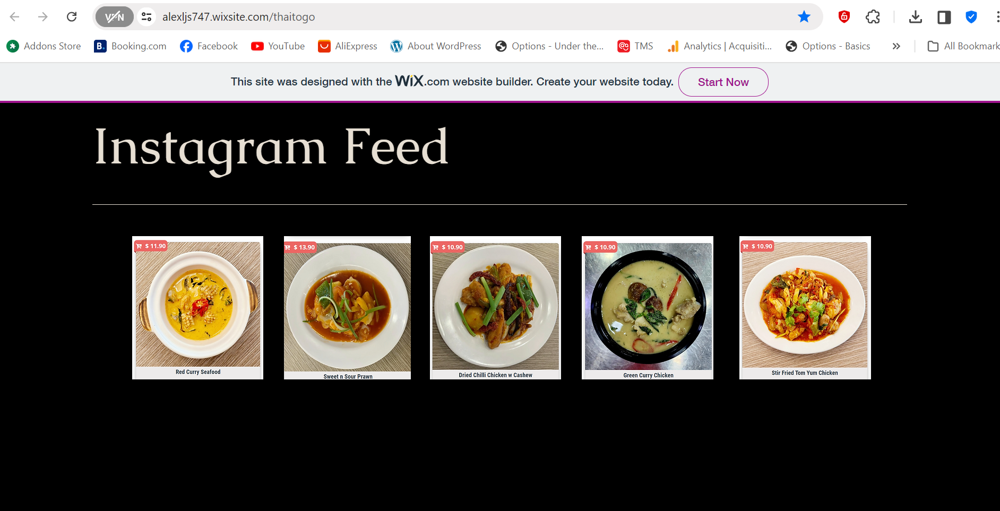 VPN
alexljs747.wixsite.com/thaitogo
Addons Store
B. Booking.com
Facebook
YouTube
AliExpress
About WordPress
Options - Under the...
TMS
Analytics | Acquisiti...
Options - Basics
»
All Bookmark
This site was designed with the WiX.com website builder. Create your website today.
Start Now
Instagram Feed
$ 11.90
Red Curry Seafood
$ 13.90
Sweet n Sour Prawn
$ 10.90
Dried Chilli Chicken w Cashew
$ 10.90
Green Curry Chicken
$ 10.90
Stir Fried Tom Yum Chicken